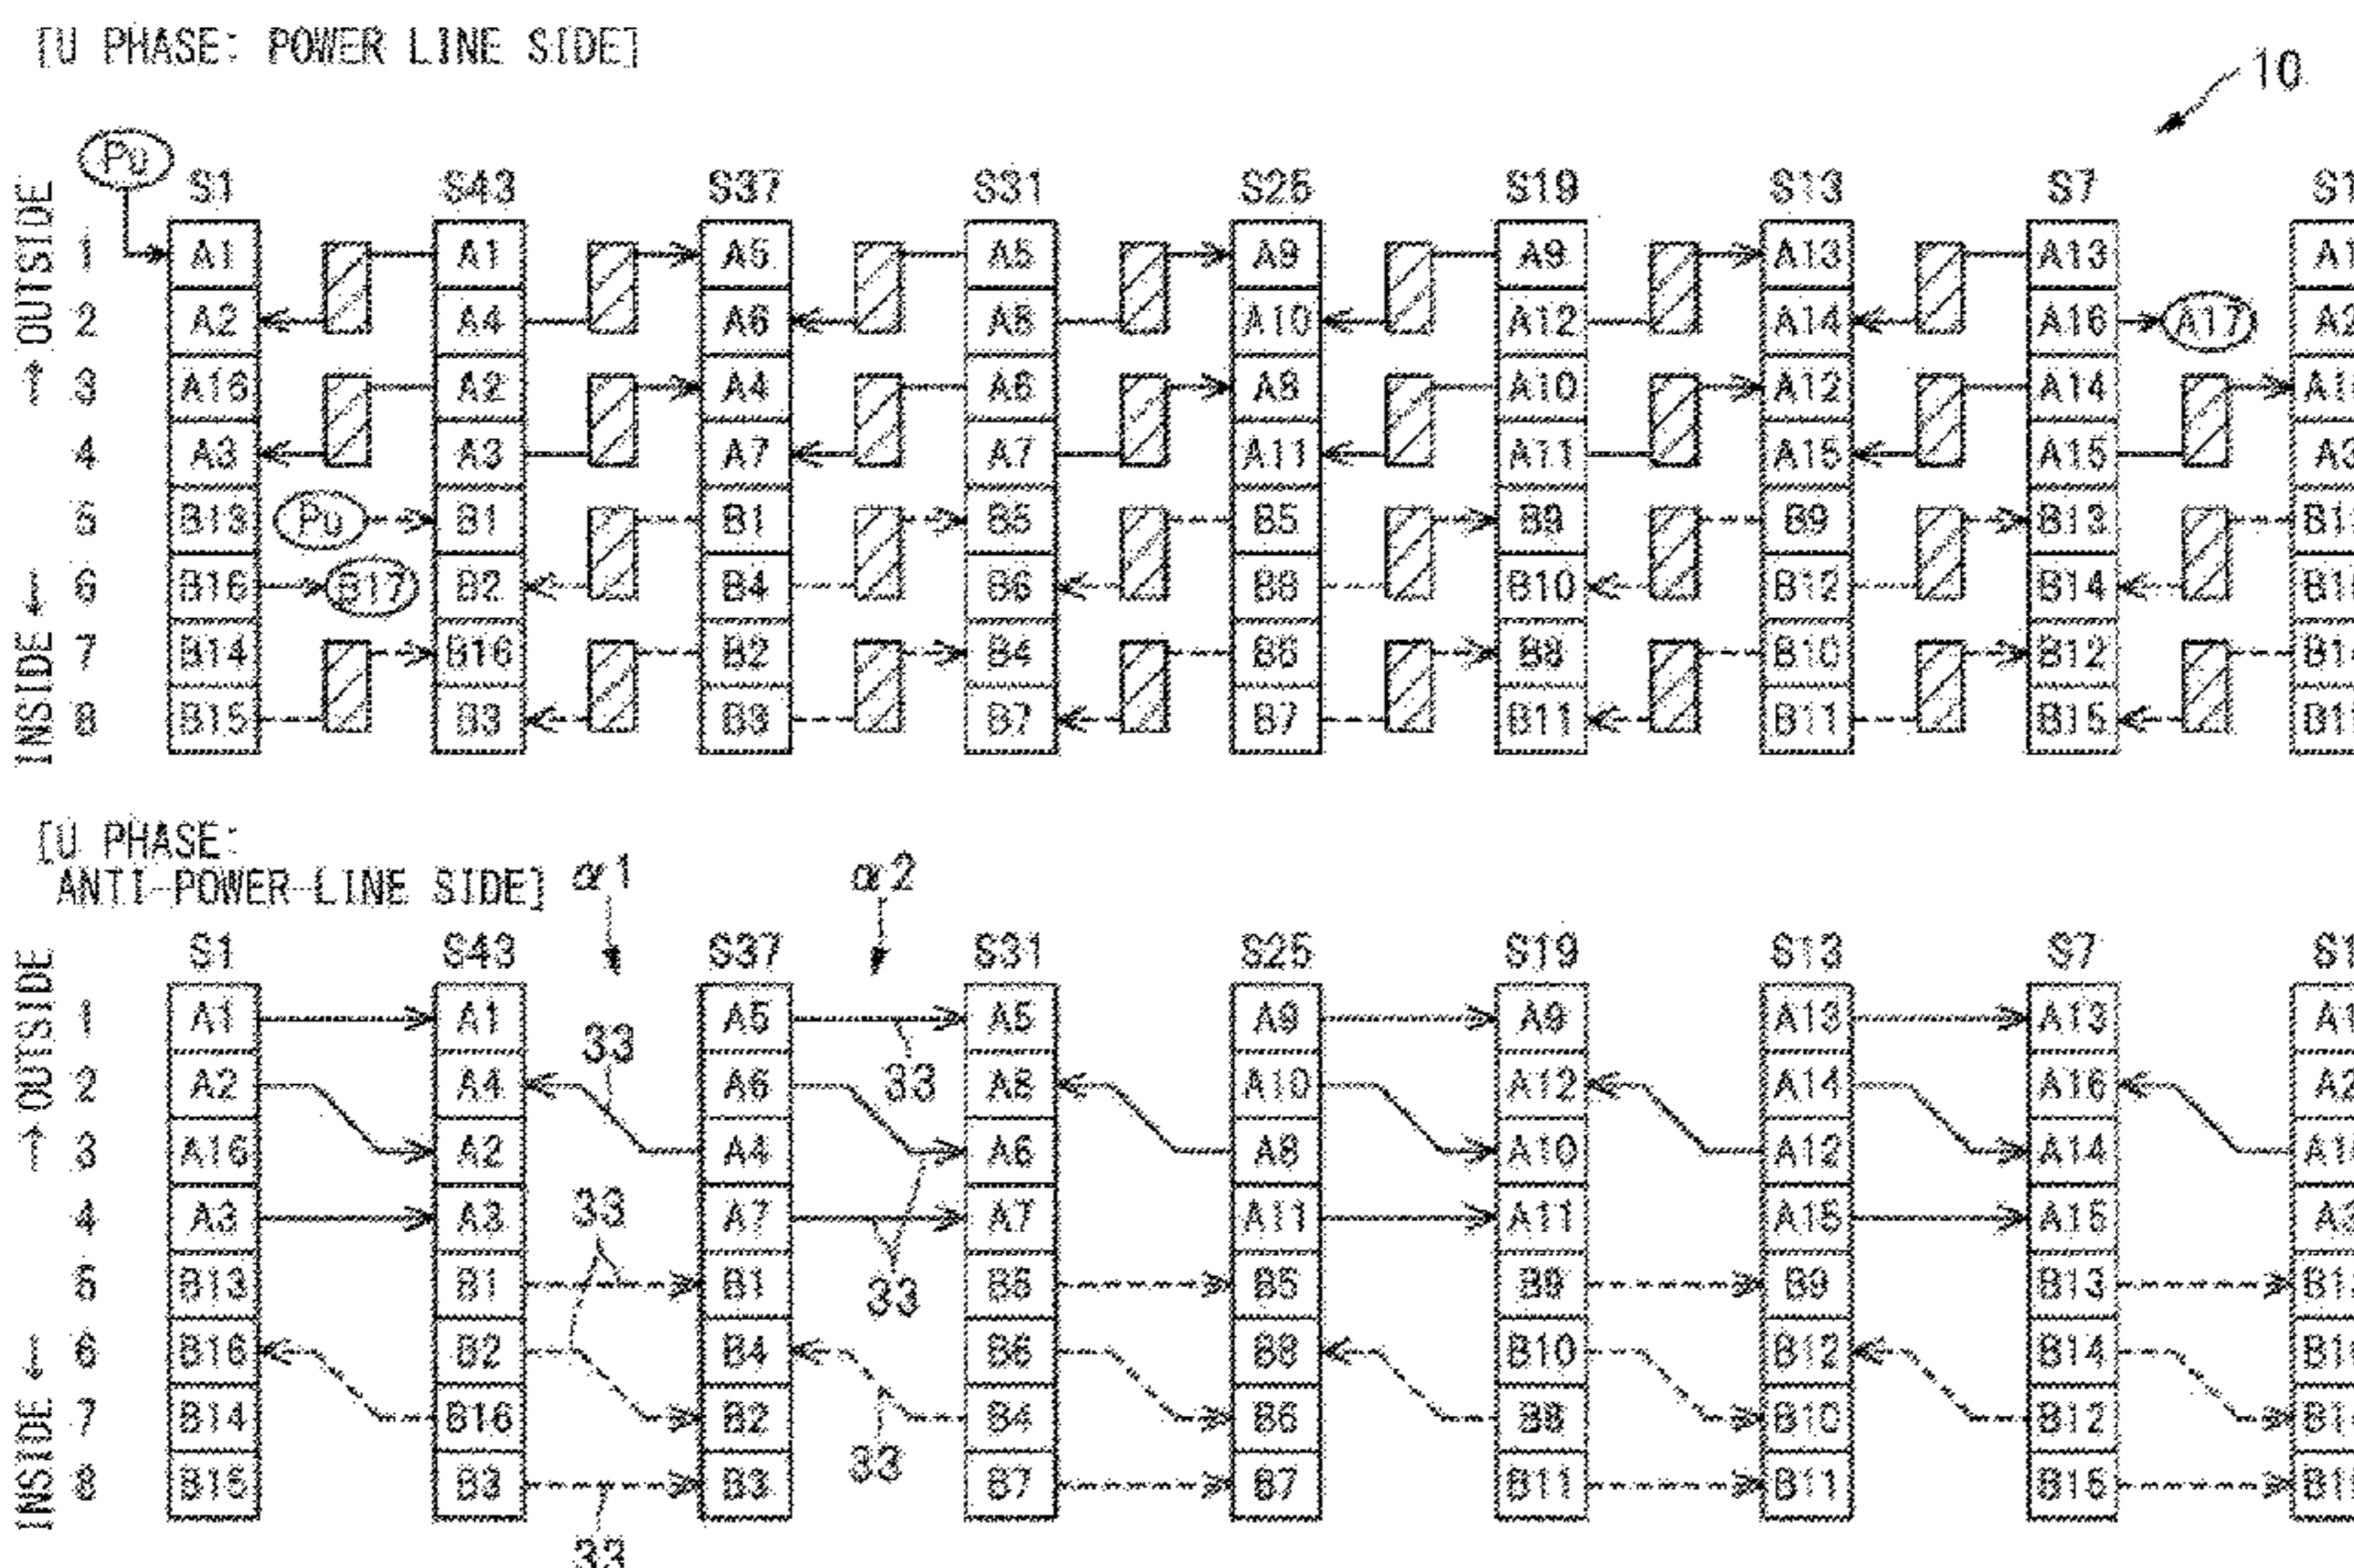 [U PHASE: POWER LINE SIDE]
10
PU
S1 S43 S37 S31 S25 S19 S13 S7 S1
↑ OUTSIDE
INSIDE ↓
1 A1 A1 A5 A5 A9 A9 A13 A13
2 A2 A4 A6 A8 A10 A12 A14 A16 A17
3 A16 A2 A4 A6 A8 A10 A12 A14
4 A3 A3 A7 A7 A11 A11 A15 A15
5 B13 PU B1 B1 B5 B5 B9 B9 B13
6 B16 B17 B2 B4 B6 B8 B10 B12 B14
7 B14 B16 B2 B4 B6 B8 B10 B12
8 B15 B3 B3 B7 B7 B11 B11 B15
[U PHASE:
ANTI-POWER-LINE SIDE]
α1 α2
S1 S43 S37 S31 S25 S19 S13 S7 S1
↑ OUTSIDE
INSIDE ↓
1 A1 A1 A5 A5 A9 A9 A13 A13
33 33
2 A2 A4 A6 A8 A10 A12 A14 A16
3 A16 A2 A4 A6 A8 A10 A12 A14
33
4 A3 A3 A7 A7 A11 A11 A15 A15
33
5 B13 B1 B1 B5 B5 B9 B9 B13
6 B16 B2 B4 B6 B8 B10 B12 B14
7 B14 B16 B2 B4 B6 B8 B10 B12
33
8 B15 B3 B3 B7 B7 B11 B11 B15
33